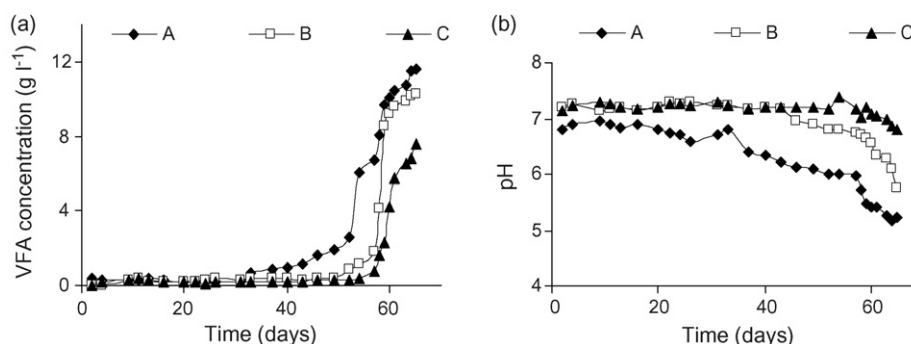 (a)
A B C
VFA concentration (g l⁻¹)
12
8
4
0
0 20 40 60
Time (days)
(b)
A B C
pH
8
7
6
5
4
0 20 40 60
Time (days)